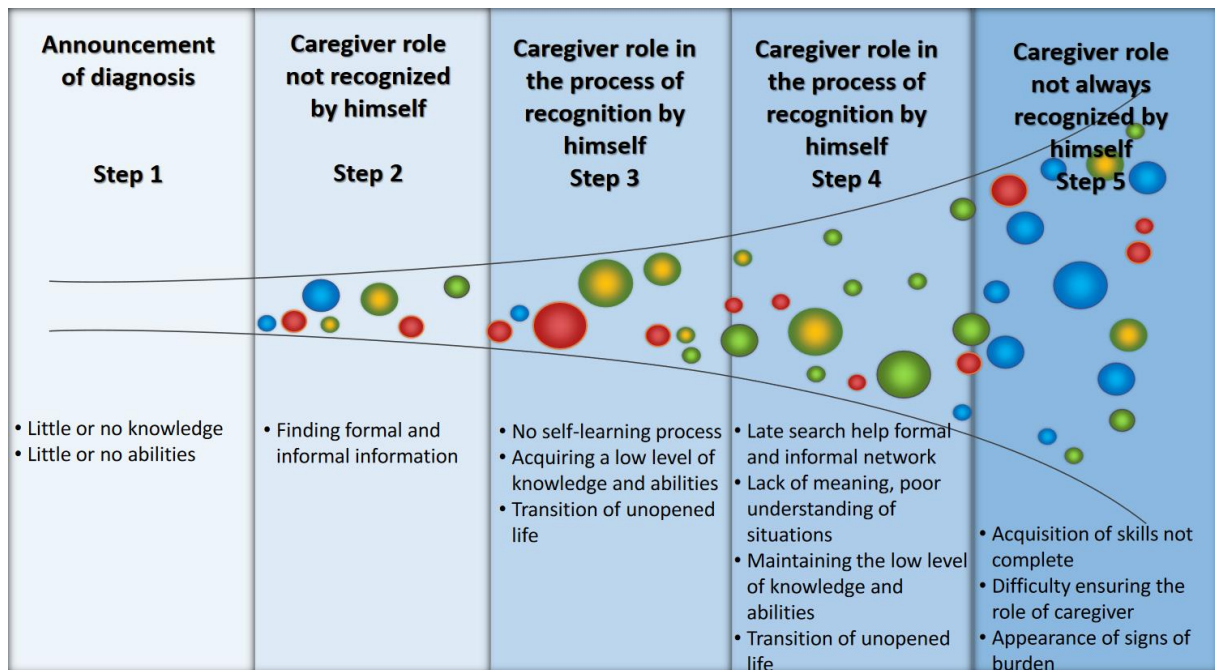 Announcement
of diagnosis
Step 1
• Little or no knowledge
• Little or no abilities
Caregiver role
not recognized
by himself
Step 2
• Finding formal and
informal information
Caregiver role in
the process of
recognition by
himself
Step 3
• No self-learning process
• Acquiring a low level of
knowledge and abilities
• Transition of unopened
life
Caregiver role in
the process of
recognition by
himself
Step 4
• Late search help formal
and informal network
• Lack of meaning, poor
understanding of
situations
• Maintaining the low level
of knowledge and
abilities
• Transition of unopened
life
Caregiver role
not always
recognized by
himself
Step 5
• Acquisition of skills not
complete
• Difficulty ensuring the
role of caregiver
• Appearance of signs of
burden